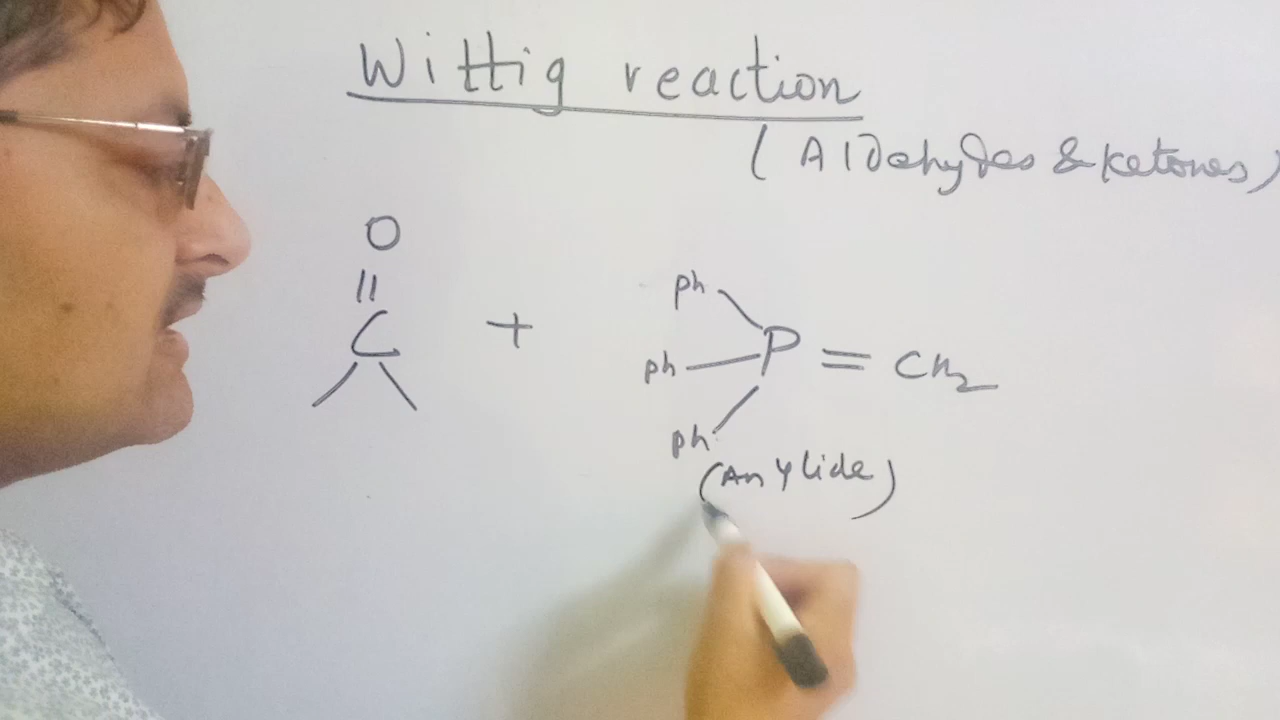 Wittig reaction
(Aldehydes & ketones)
O
||
C + Ph
Ph P = CH2
Ph
(An ylide)